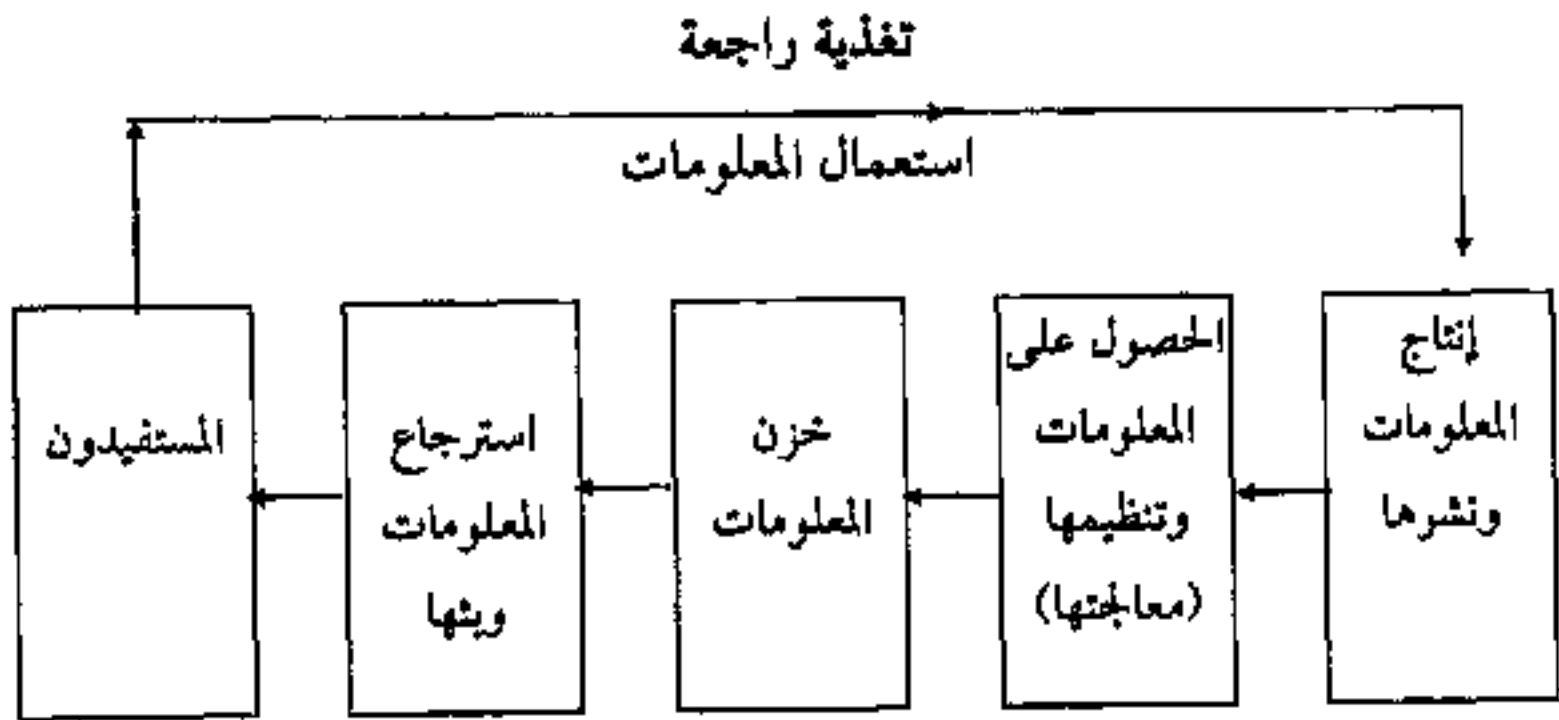 تغذية راجعة
استعمال المعلومات
إنتاج
المعلومات
ونشرها
الحصول على
المعلومات
وتنظيمها
(معالجتها)
خزن
المعلومات
استرجاع
المعلومات
وبثها
المستفيدون